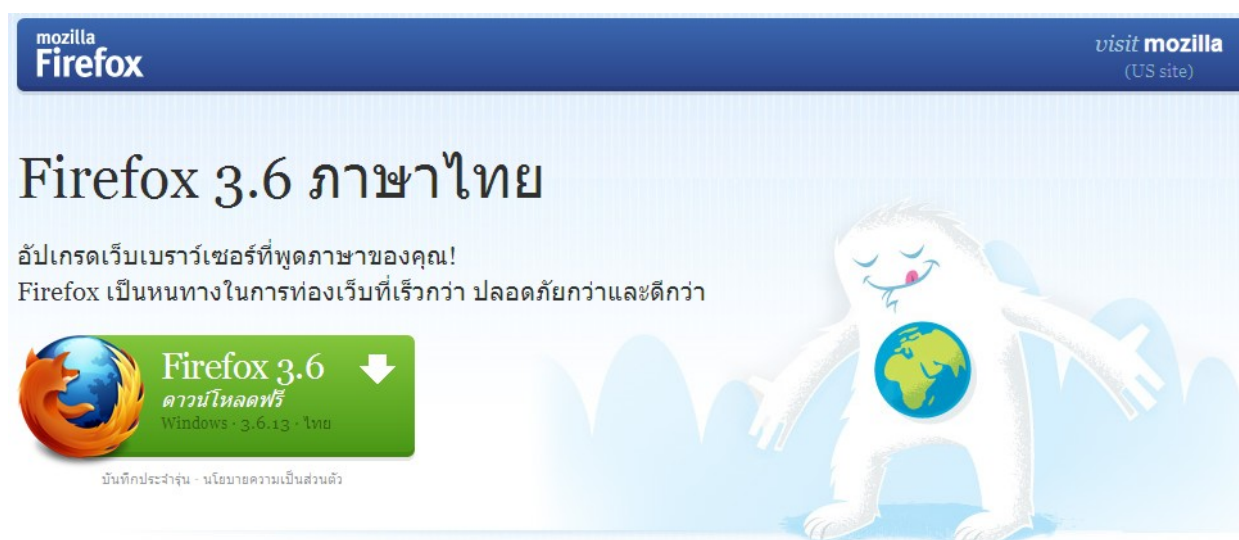 mozilla
Firefox
visit mozilla
(US site)
Firefox 3.6 ภาษาไทย
อัปเกรดเว็บเบราว์เซอร์ที่พูดภาษาของคุณ!
Firefox เป็นหนทางในการท่องเว็บที่เร็วกว่า ปลอดภัยกว่าและดีกว่า
Firefox 3.6
ดาวน์โหลดฟรี
Windows · 3.6.13 · ไทย
บันทึกประจำรุ่น - นโยบายความเป็นส่วนตัว